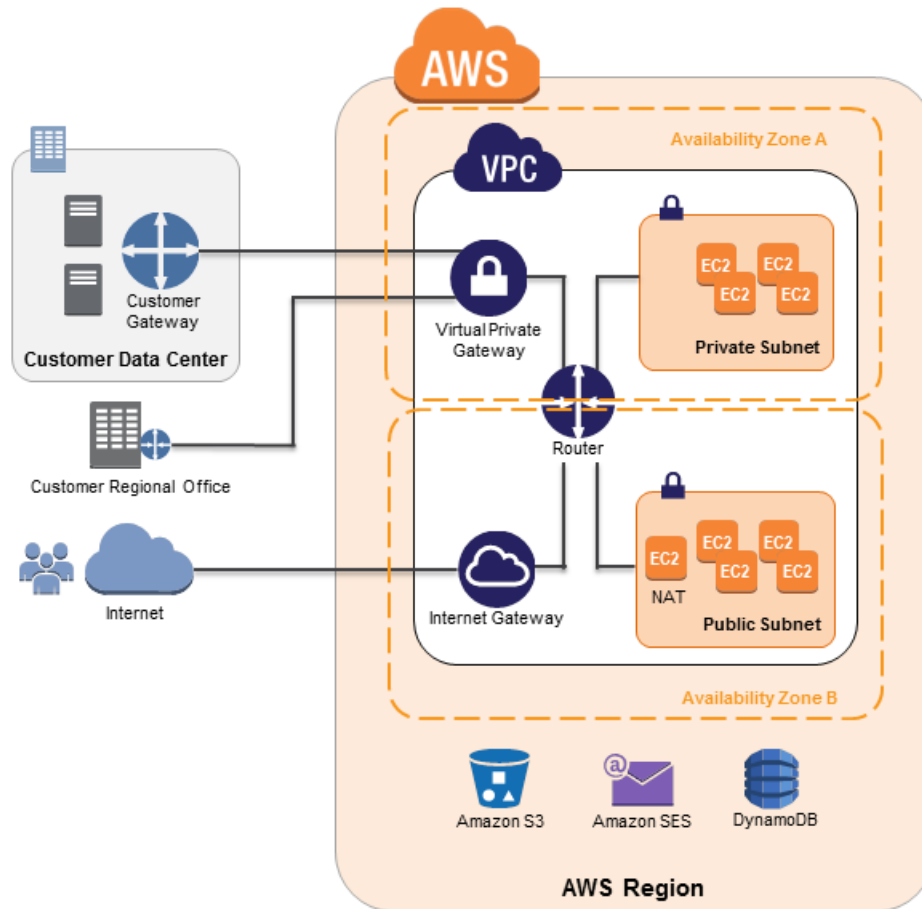 AWS
Availability Zone A
VPC
EC2
EC2
EC2
EC2
Private Subnet
Customer
Gateway
Customer Data Center
Virtual Private
Gateway
Router
Customer Regional Office
Internet
Internet Gateway
EC2
NAT
EC2
EC2
EC2
EC2
Public Subnet
Availability Zone B
@
Amazon S3
Amazon SES
DynamoDB
AWS Region